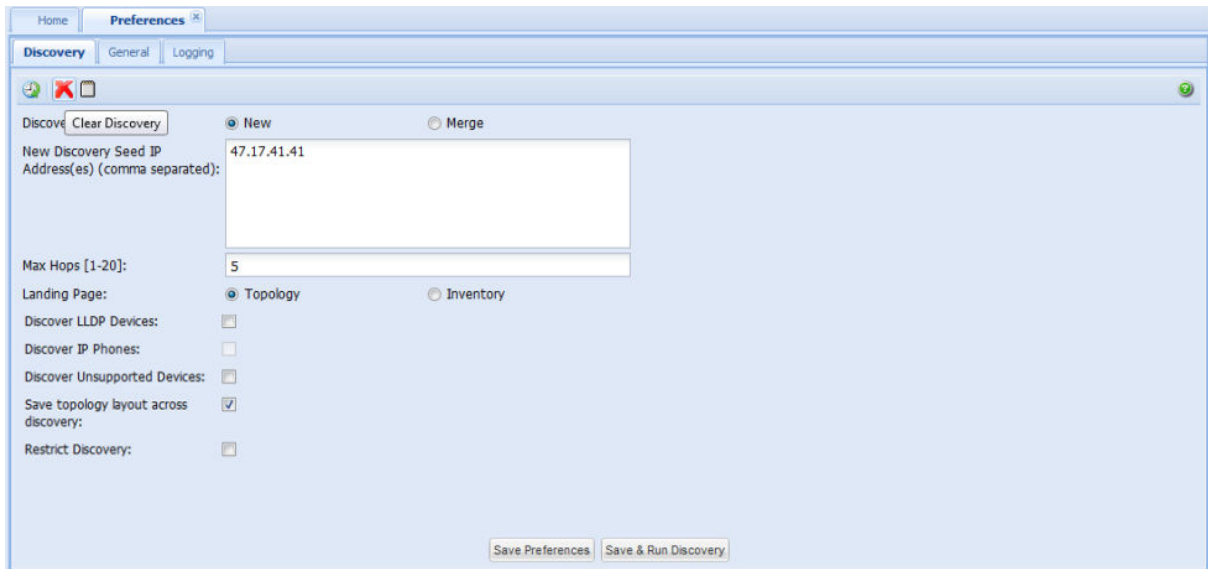 Home Preferences
Discovery General Logging
Clear Discovery
Discove New Merge
New Discovery Seed IP
Address(es) (comma separated):
47.17.41.41
Max Hops [1-20]: 5
Landing Page: Topology Inventory
Discover LLDP Devices:
Discover IP Phones:
Discover Unsupported Devices:
Save topology layout across
discovery:
Restrict Discovery:
Save Preferences Save & Run Discovery